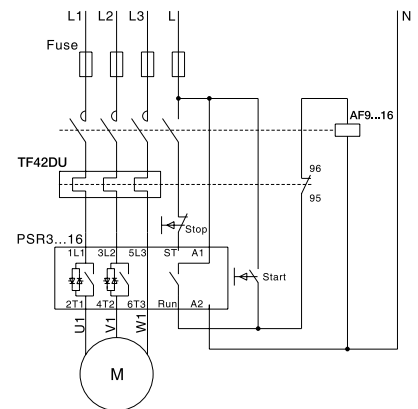 L1 L2 L3 L N
Fuse
AF9...16
TF42DU
96
95
Stop
PSR3...16
1L1 3L2 5L3 ST A1
Start
2T1 4T2 6T3 Run A2
U1 V1 W1
M